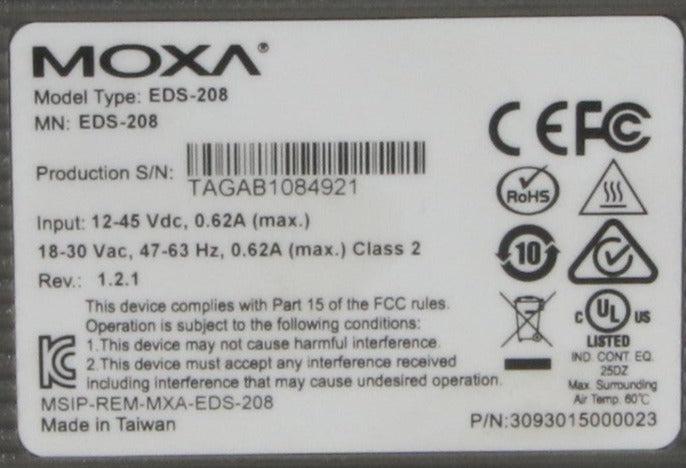 MOXA®
Model Type: EDS-208
MN: EDS-208
Production S/N:
TAGAB1084921
Input: 12-45 Vdc, 0.62A (max.)
18-30 Vac, 47-63 Hz, 0.62A (max.) Class 2
Rev.: 1.2.1
This device complies with Part 15 of the FCC rules.
Operation is subject to the following conditions:
1.This device may not cause harmful interference.
2.This device must accept any interference received
including interference that may cause undesired operation.
MSIP-REM-MXA-EDS-208
Made in Taiwan
CE FC
RoHS
10
c UL us
LISTED
IND. CONT. EQ.
25DZ
Max. Surrounding
Air Temp. 60°C
P/N:3093015000023